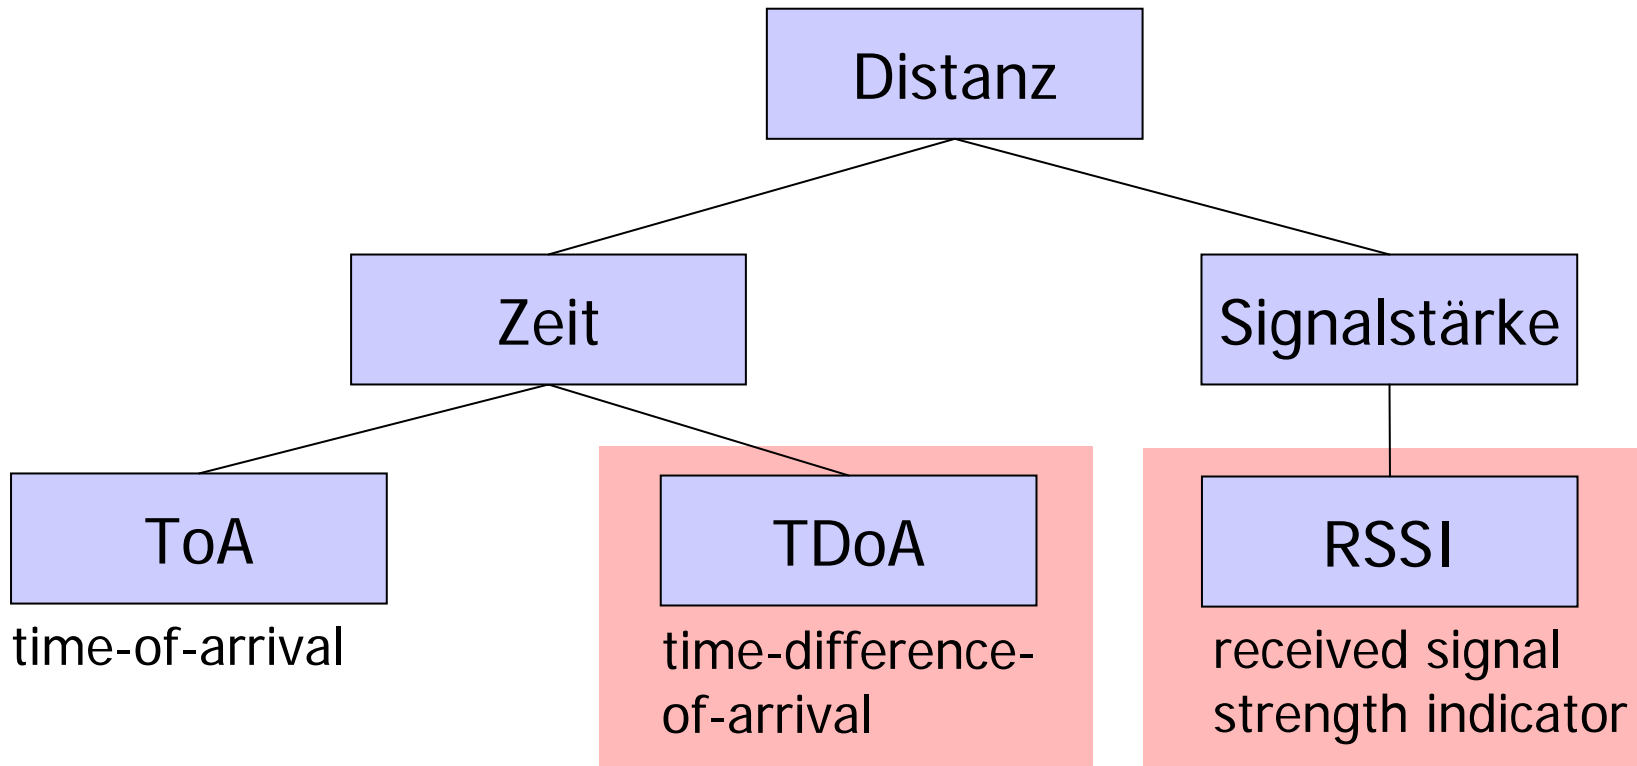 Distanz
Zeit
Signalstärke
ToA
TDoA
RSSI
time-of-arrival
time-difference-
of-arrival
received signal
strength indicator